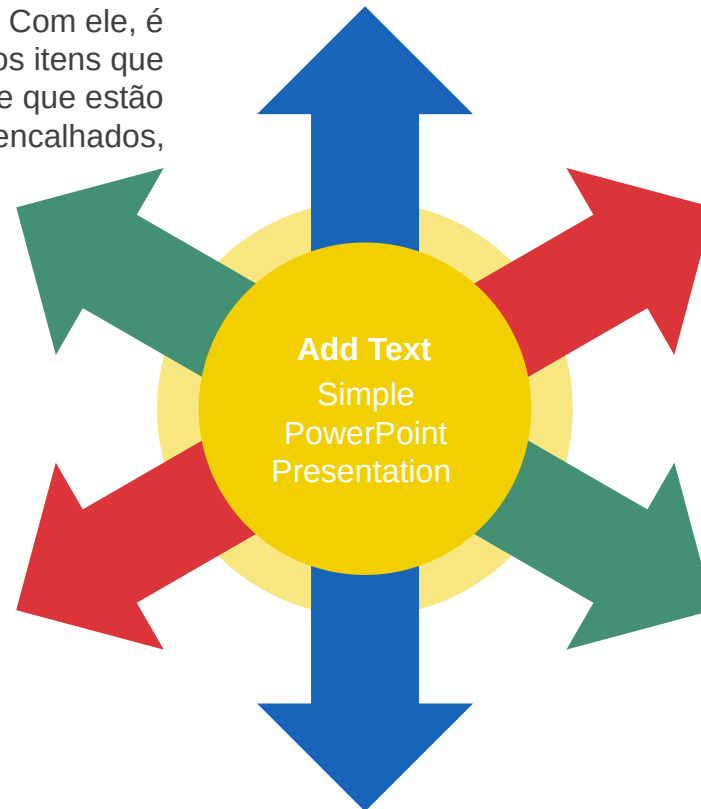 Com ele, é
os itens que
e que estão
encalhados,
Add Text
Simple
PowerPoint
Presentation